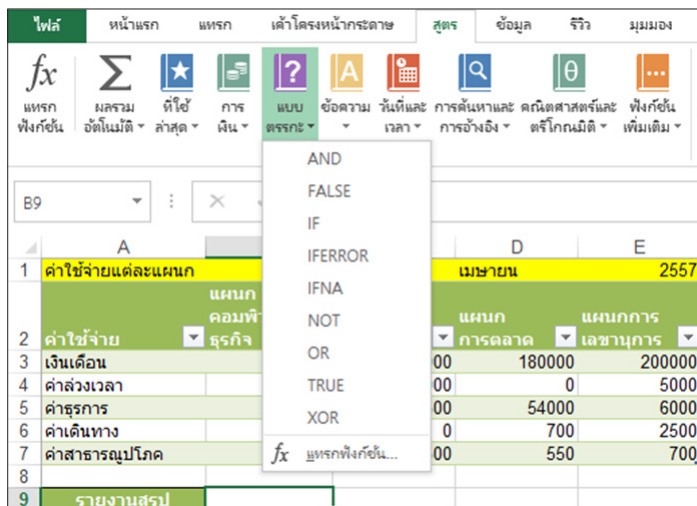 ไฟล์ หน้าแรก แทรก เค้าโครงหน้ากระดาษ สูตร ข้อมูล รีวิว มุมมอง
fx Σ ? A θ ...
แทรก ผลรวม ที่ใช้ การ แบบ ข้อความ วันที่และ การค้นหาและ คณิตศาสตร์และ ฟังก์ชัน
ฟังก์ชัน อัตโนมัติ ล่าสุด เงิน ตรรกะ เวลา การอ้างอิง ตรีโกณมิติ เพิ่มเติม
AND
FALSE
IF
IFERROR
IFNA
NOT
OR
TRUE
XOR
fx แทรกฟังก์ชัน...
B9
A D E
1 ค่าใช้จ่ายแต่ละแผนก เมษายน 2557
แผนก
แผนก แผนกการ
2 ค่าใช้จ่าย ธุรกิจ การตลาด เลขานุการ
3 เงินเดือน 00 180000 200000
4 ค่าล่วงเวลา 00 0 5000
5 ค่าธุรการ 00 54000 6000
6 ค่าเดินทาง 0 700 2500
7 ค่าสาธารณูปโภค 00 550 700
8
9 รายงานสรุป